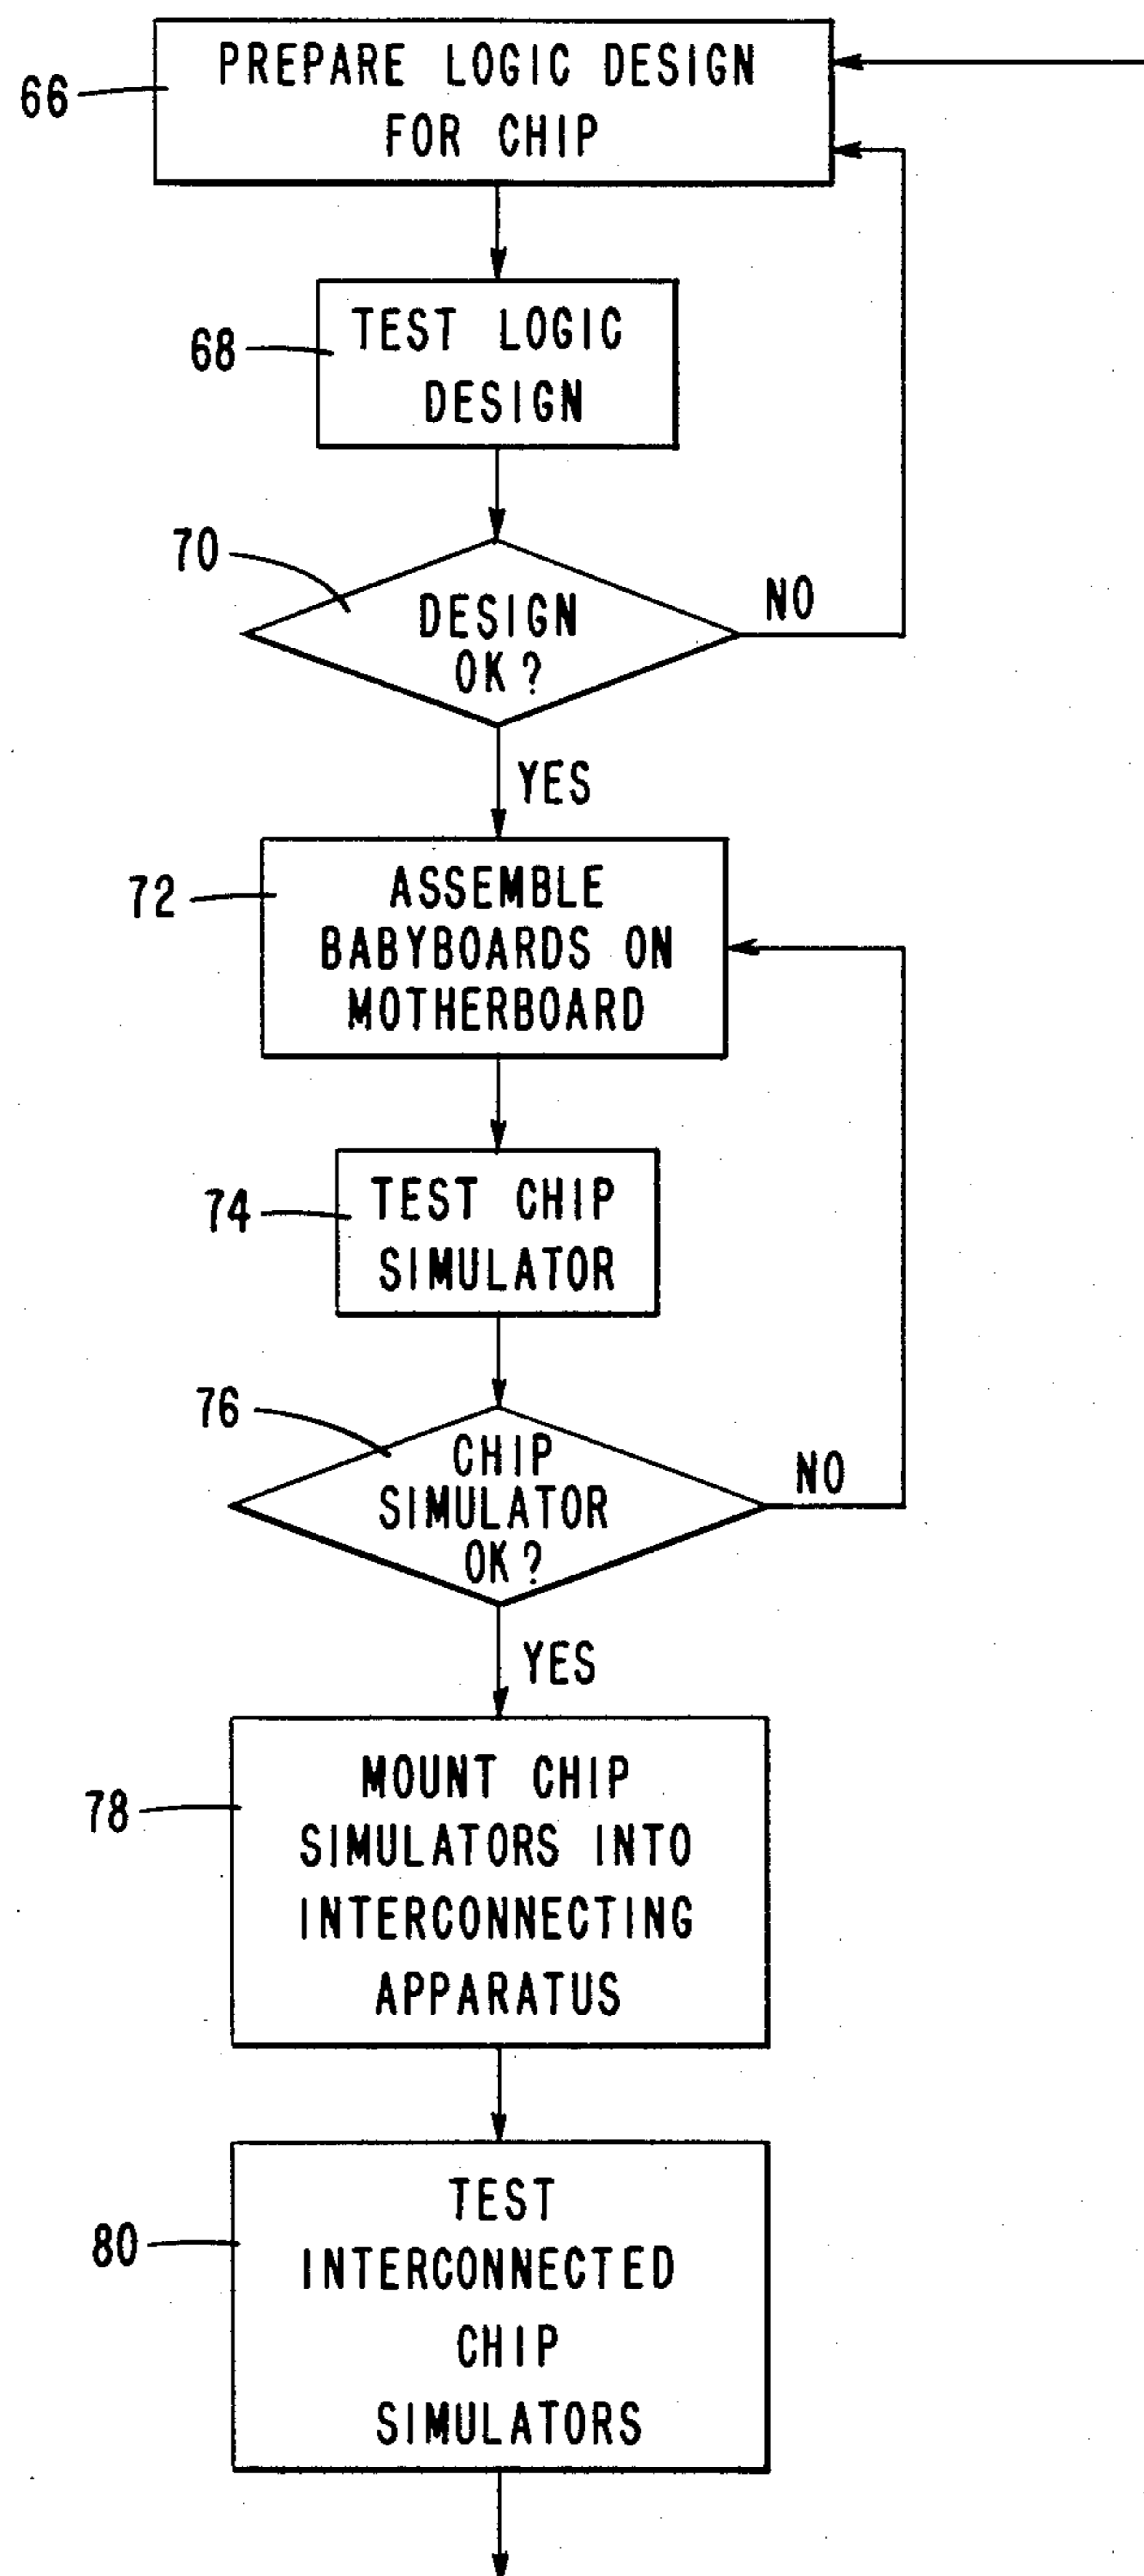 PREPARE LOGIC DESIGN
FOR CHIP
66
TEST LOGIC
DESIGN
68
70
DESIGN
OK?
NO
YES
72
ASSEMBLE
BABYBOARDS ON
MOTHERBOARD
74
TEST CHIP
SIMULATOR
76
CHIP
SIMULATOR
OK?
NO
YES
78
MOUNT CHIP
SIMULATORS INTO
INTERCONNECTING
APPARATUS
80
TEST
INTERCONNECTED
CHIP
SIMULATORS